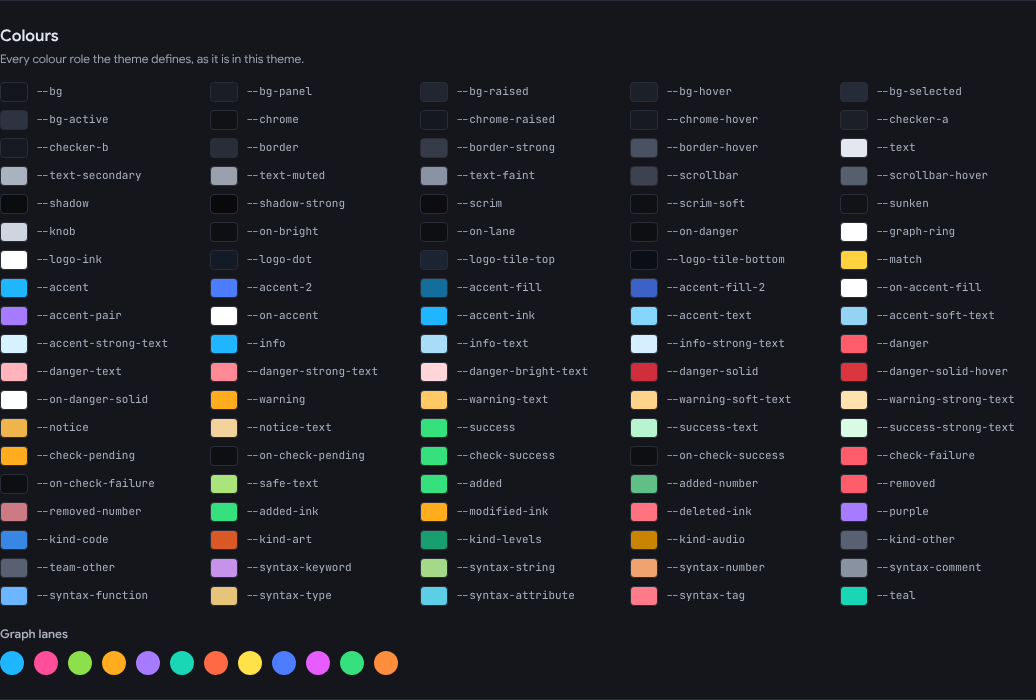 Colours
Every colour role the theme defines, as it is in this theme.
--bg --bg-panel --bg-raised --bg-hover --bg-selected
--bg-active --chrome --chrome-raised --chrome-hover --checker-a
--checker-b --border --border-strong --border-hover --text
--text-secondary --text-muted --text-faint --scrollbar --scrollbar-hover
--shadow --shadow-strong --scrim --scrim-soft --sunken
--knob --on-bright --on-lane --on-danger --graph-ring
--logo-ink --logo-dot --logo-tile-top --logo-tile-bottom --match
--accent --accent-2 --accent-fill --accent-fill-2 --on-accent-fill
--accent-pair --on-accent --accent-ink --accent-text --accent-soft-text
--accent-strong-text --info --info-text --info-strong-text --danger
--danger-text --danger-strong-text --danger-bright-text --danger-solid --danger-solid-hover
--on-danger-solid --warning --warning-text --warning-soft-text --warning-strong-text
--notice --notice-text --success --success-text --success-strong-text
--check-pending --on-check-pending --check-success --on-check-success --check-failure
--on-check-failure --safe-text --added --added-number --removed
--removed-number --added-ink --modified-ink --deleted-ink --purple
--kind-code --kind-art --kind-levels --kind-audio --kind-other
--team-other --syntax-keyword --syntax-string --syntax-number --syntax-comment
--syntax-function --syntax-type --syntax-attribute --syntax-tag --teal
Graph lanes